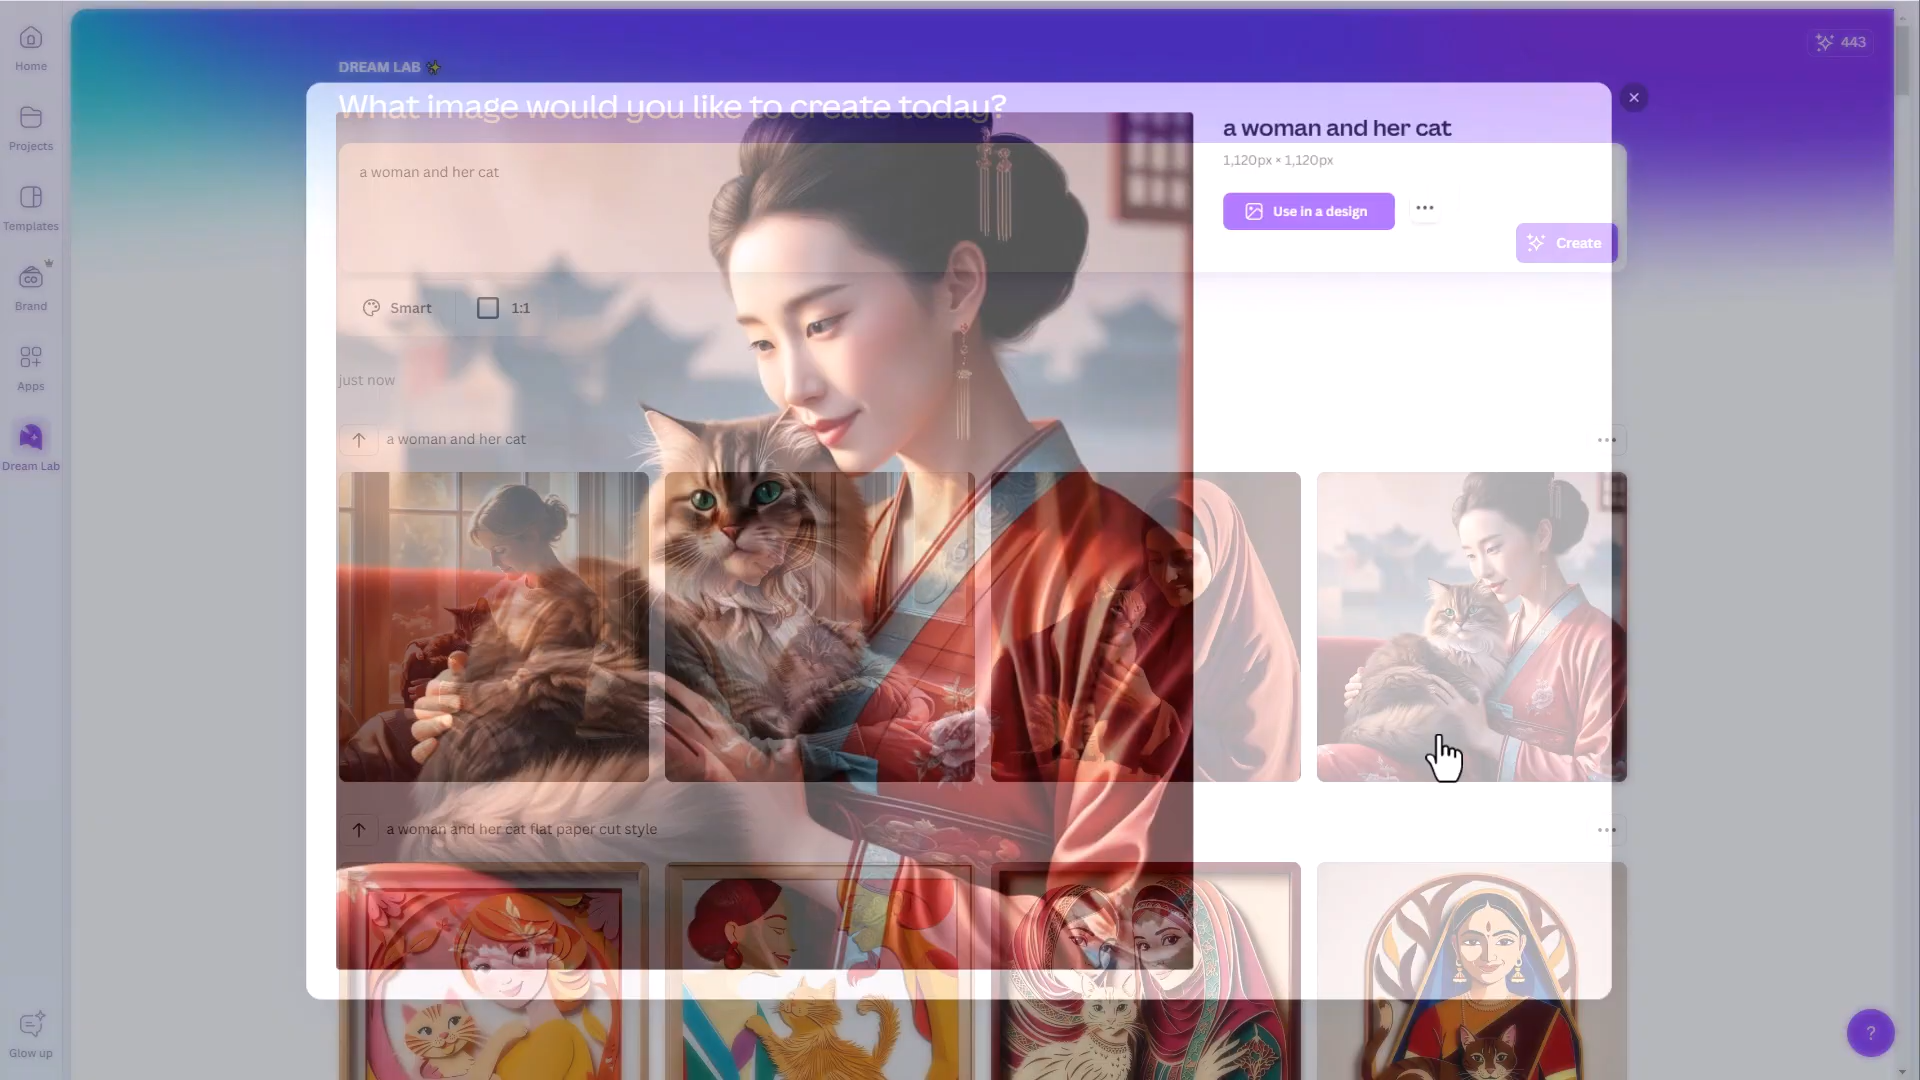 Home
Projects
Templates
CO
Brand
Apps
Dream Lab
Glow up
443
DREAM LAB
What image would you like to create today?
a woman and her cat
Smart
1:1
Create
a woman and her cat
1,120px × 1,120px
Use in a design
just now
a woman and her cat
a woman and her cat flat paper cut style
?